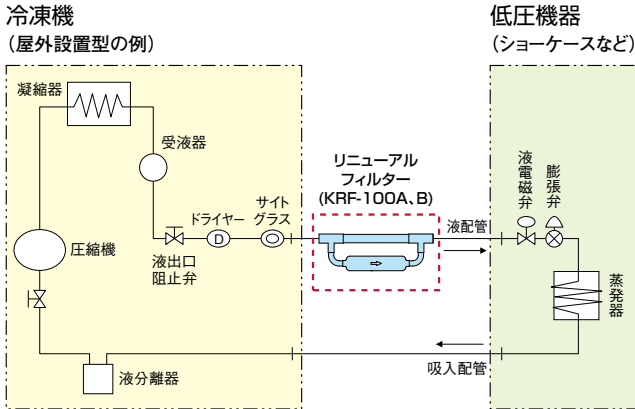 冷凍機
（屋外設置型の例）
低圧機器
（ショーケースなど）
凝縮器
受液器
リニューアル
フィルター
(KRF-100A、B)
サイト
グラス
ドライヤー
D
液出口
阻止弁
圧縮機
液配管
液電磁弁
膨張弁
蒸発器
吸入配管
液分離器